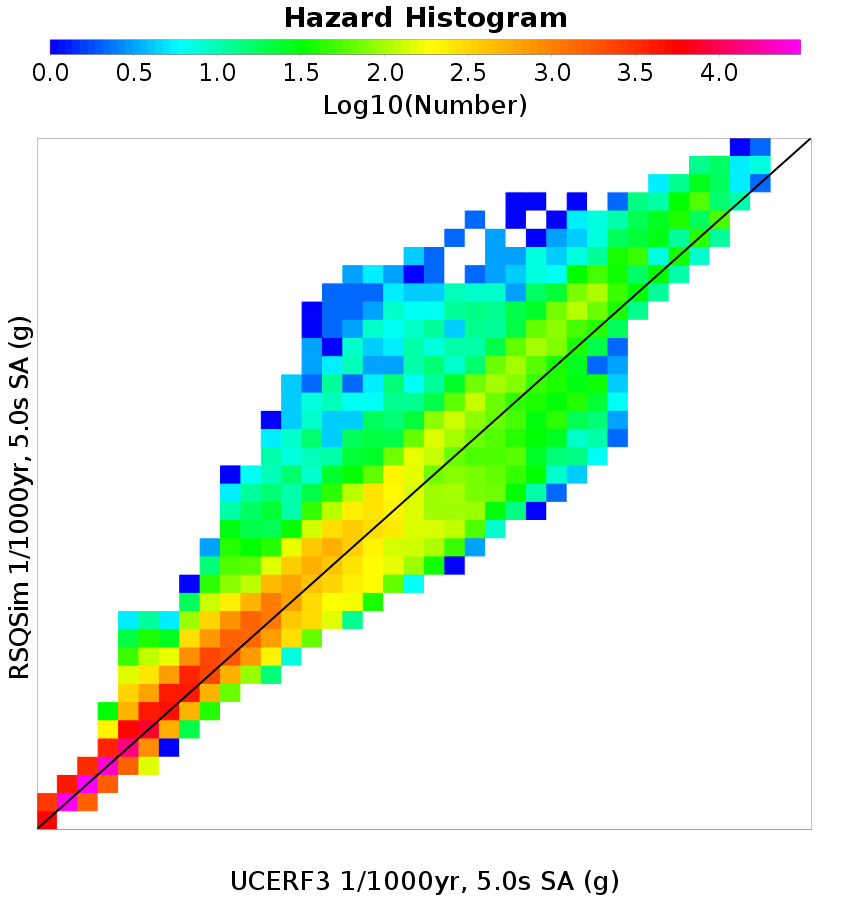 Hazard Histogram
0.0 0.5 1.0 1.5 2.0 2.5 3.0 3.5 4.0
Log10(Number)
RSQSim 1/1000yr, 5.0s SA (g)
UCERF3 1/1000yr, 5.0s SA (g)